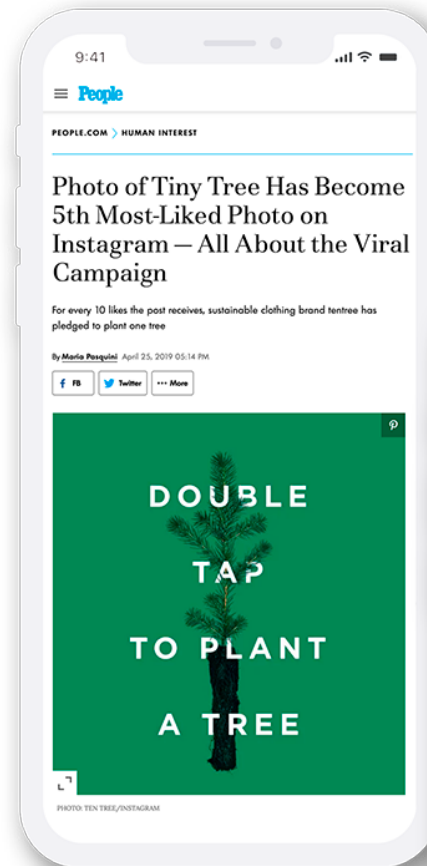 9:41
People
PEOPLE.COM > HUMAN INTEREST
Photo of Tiny Tree Has Become
5th Most-Liked Photo on
Instagram — All About the Viral
Campaign
For every 10 likes the post receives, sustainable clothing brand tentree has
pledged to plant one tree
By Maria Pasquini April 25, 2019 05:14 PM
FB Twitter ••• More
DOUBLE
TAP
TO PLANT
A TREE
PHOTO: TEN TREE/INSTAGRAM